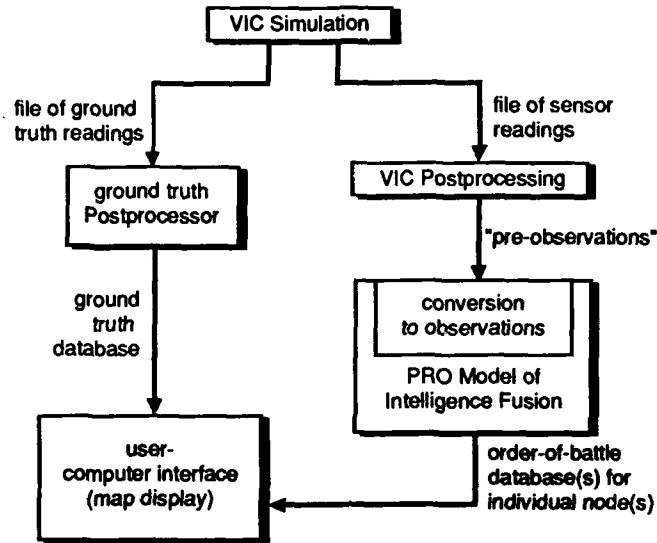 VIC Simulation
file of ground
truth readings
file of sensor
readings
ground truth
Postprocessor
VIC Postprocessing
"pre-observations"
ground
truth
database
conversion
to observations
PRO Model of
Intelligence Fusion
user-
computer interface
(map display)
order-of-battle
database(s) for
individual node(s)